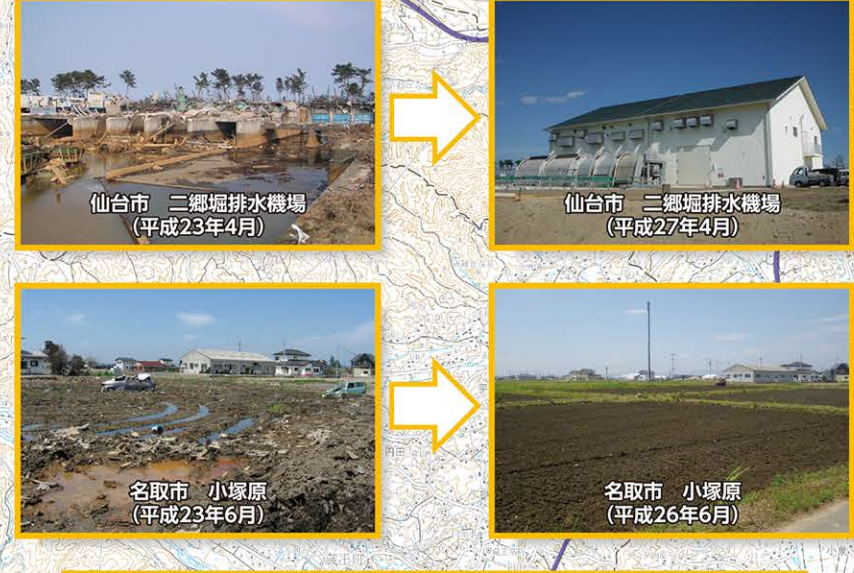 仙台市　二郷堀排水機場
(平成23年4月)
仙台市　二郷堀排水機場
(平成27年4月)
名取市　小塚原
(平成23年6月)
名取市　小塚原
(平成26年6月)